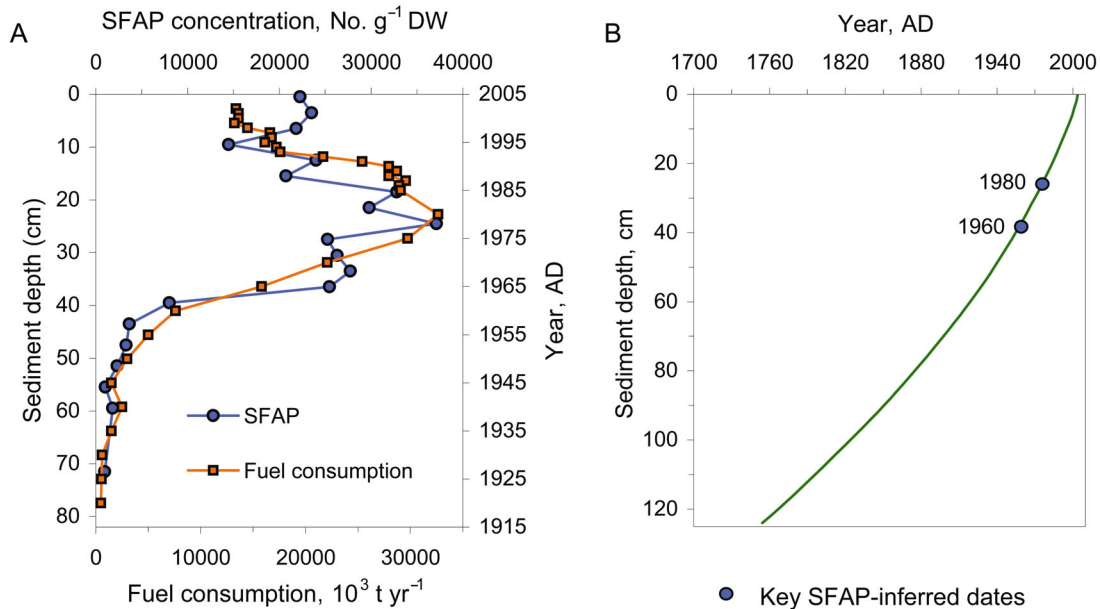 A
SFAP concentration, No. g⁻¹ DW
0 10000 20000 30000 40000
Sediment depth (cm)
0
10
20
30
40
50
60
70
80
2005
1995
1985
1975
1965
1955
1945
1935
1925
1915
Year, AD
SFAP
Fuel consumption
0 10000 20000 30000
Fuel consumption, 10³ t yr⁻¹
B
Year, AD
1700 1760 1820 1880 1940 2000
Sediment depth, cm
0
20
40
60
80
100
120
1980
1960
Key SFAP-inferred dates